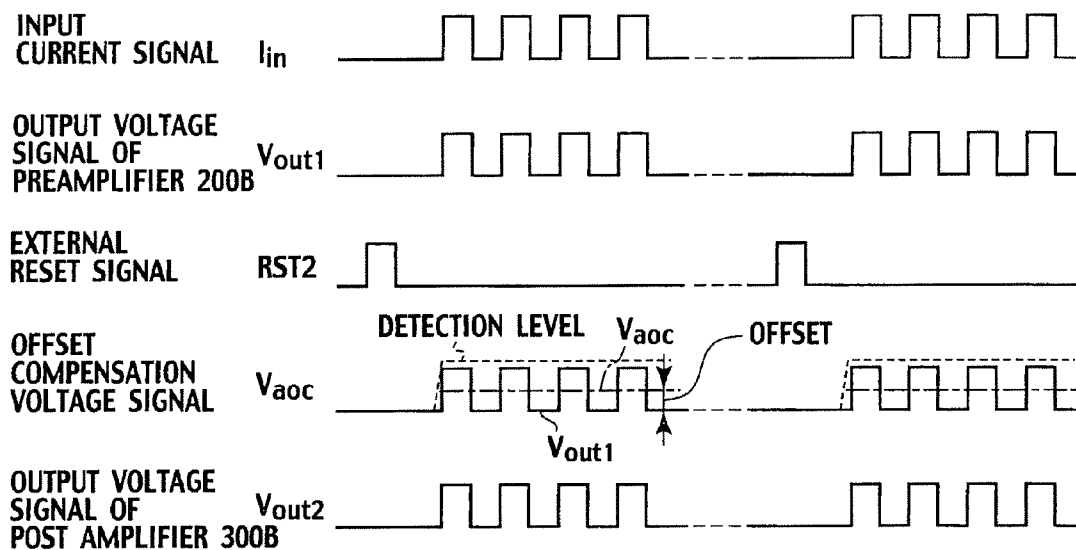 INPUT
CURRENT SIGNAL Iin
OUTPUT VOLTAGE
SIGNAL OF
PREAMPLIFIER 200B Vout1
EXTERNAL
RESET SIGNAL RST2
DETECTION LEVEL Vaoc OFFSET
OFFSET
COMPENSATION
VOLTAGE SIGNAL Vaoc
Vout1
OUTPUT VOLTAGE
SIGNAL OF
POST AMPLIFIER 300B Vout2